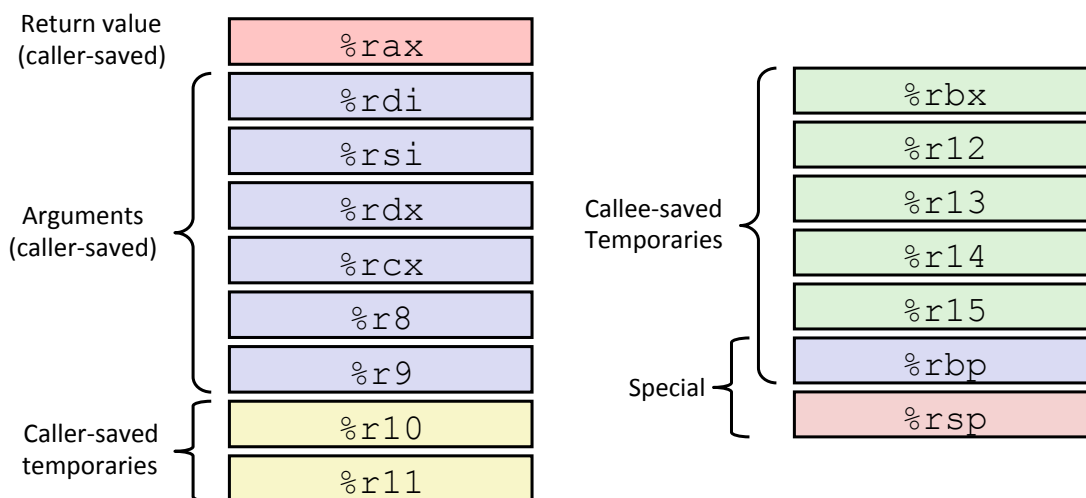 Return value
(caller-saved)
%rax
Arguments
(caller-saved)
%rdi
%rsi
%rdx
%rcx
%r8
%r9
Caller-saved
temporaries
%r10
%r11
Callee-saved
Temporaries
%rbx
%r12
%r13
%r14
%r15
Special
%rbp
%rsp